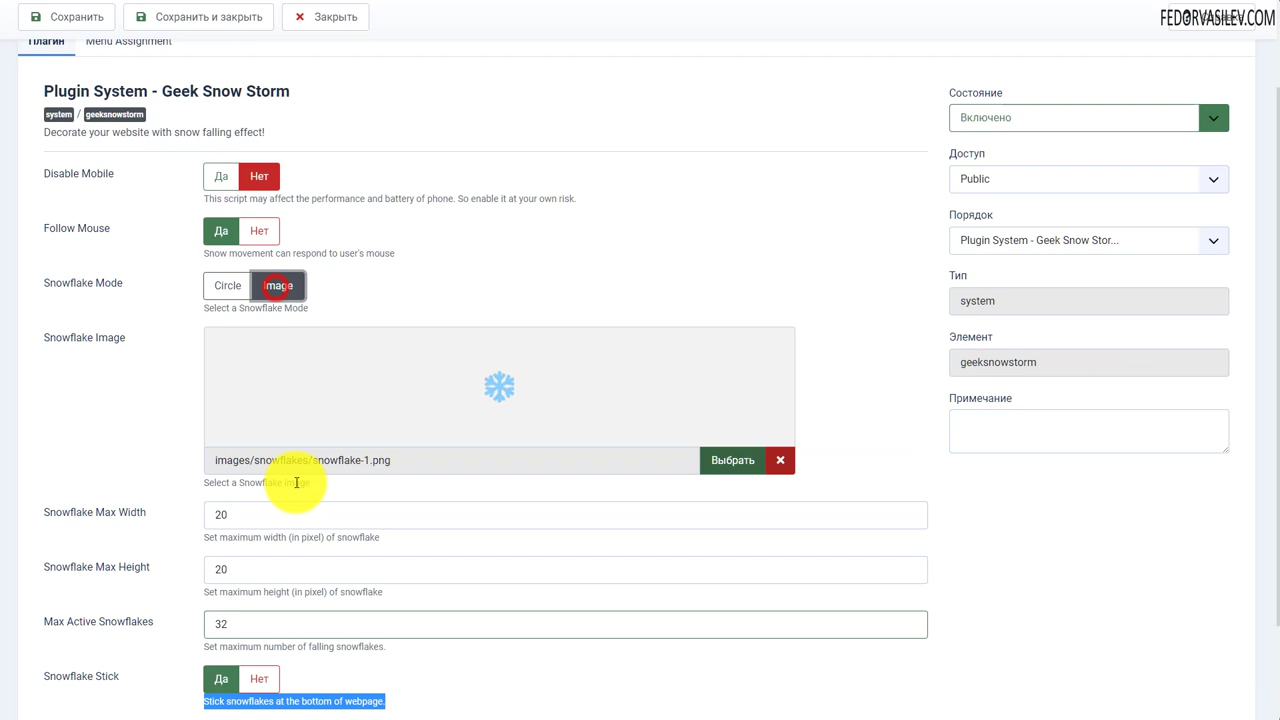 Сохранить
Сохранить и закрыть
Закрыть
FEDORVASILEV.COM
Плагин
Menu Assignment
Plugin System - Geek Snow Storm
system / geeksnowstorm
Decorate your website with snow falling effect!
Disable Mobile
Да
Нет
This script may affect the performance and battery of phone. So enable it at your own risk.
Follow Mouse
Да
Нет
Snow movement can respond to user's mouse
Snowflake Mode
Circle
Image
Select a Snowflake Mode
Snowflake Image
images/snowflakes/snowflake-1.png
Выбрать
Select a Snowflake Image
Snowflake Max Width
20
Set maximum width (in pixel) of snowflake
Snowflake Max Height
20
Set maximum height (in pixel) of snowflake
Max Active Snowflakes
32
Set maximum number of falling snowflakes.
Snowflake Stick
Да
Нет
Stick snowflakes at the bottom of webpage.
Состояние
Включено
Доступ
Public
Порядок
Plugin System - Geek Snow Stor...
Тип
system
Элемент
geeksnowstorm
Примечание